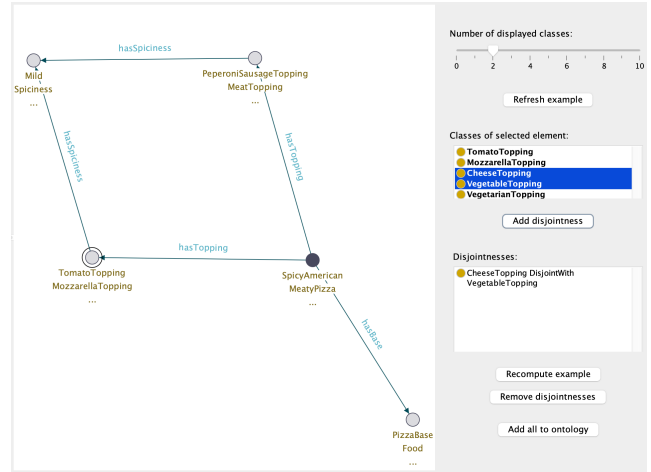 hasSpiciness
Mild
Spiciness
...
PeperoniSausageTopping
MeatTopping
...
hasSpiciness
hasTopping
hasTopping
TomatoTopping
MozzarellaTopping
...
SpicyAmerican
MeatyPizza
...
hasBase
PizzaBase
Food
...
Number of displayed classes:
0 2 4 6 8 10
Refresh example
Classes of selected element:
TomatoTopping
MozzarellaTopping
CheeseTopping
VegetableTopping
VegetarianTopping
Add disjointness
Disjointnesses:
CheeseTopping DisjointWith
VegetableTopping
Recompute example
Remove disjointnesses
Add all to ontology